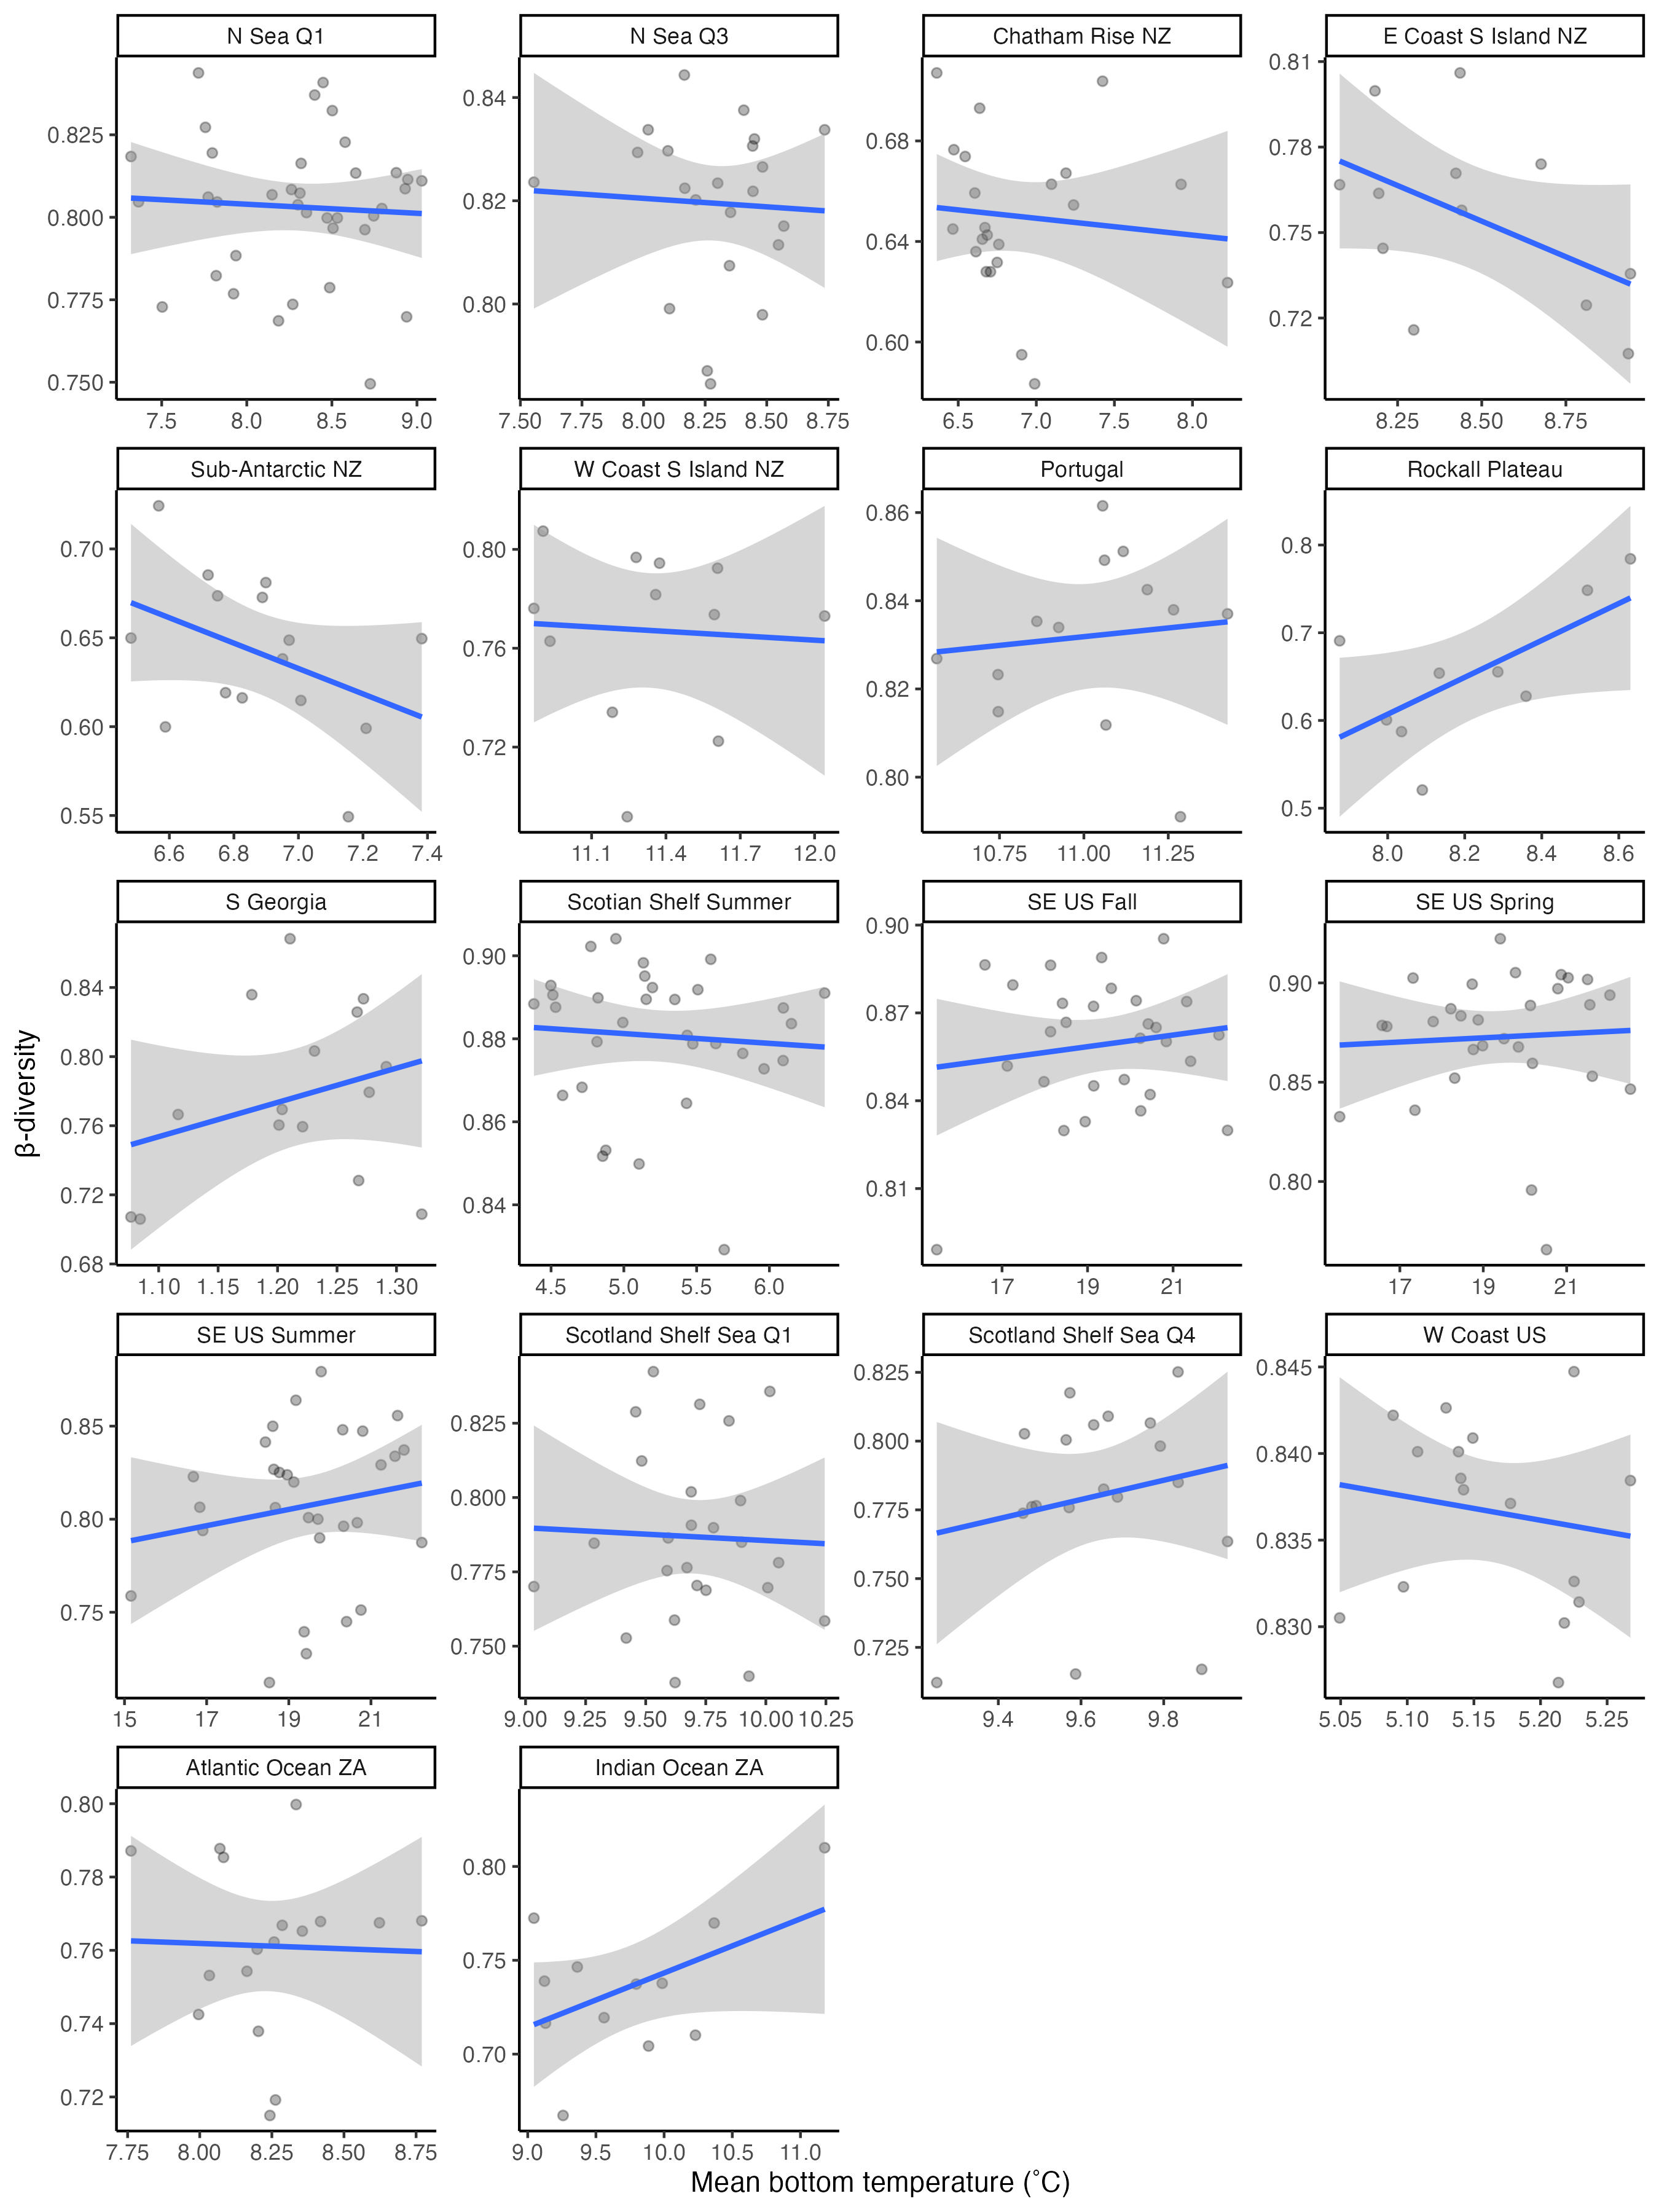 N Sea Q1 N Sea Q3 Chatham Rise NZ E Coast S Island NZ
0.825 0.800 0.775 0.750
7.5 8.0 8.5 9.0
0.84 0.82 0.80
7.50 7.75 8.00 8.25 8.50 8.75
0.68 0.64 0.60
6.5 7.0 7.5 8.0
0.81 0.78 0.75 0.72
8.25 8.50 8.75
Sub-Antarctic NZ W Coast S Island NZ Portugal Rockall Plateau
0.70 0.65 0.60 0.55
6.6 6.8 7.0 7.2 7.4
0.80 0.76 0.72
11.1 11.4 11.7 12.0
0.86 0.84 0.82 0.80
10.75 11.00 11.25
0.8 0.7 0.6 0.5
8.0 8.2 8.4 8.6
S Georgia Scotian Shelf Summer SE US Fall SE US Spring
0.84 0.80 0.76 0.72 0.68
1.10 1.15 1.20 1.25 1.30
0.90 0.88 0.86 0.84
4.5 5.0 5.5 6.0
0.90 0.87 0.84 0.81
17 19 21
0.90 0.85 0.80
17 19 21
β-diversity
SE US Summer Scotland Shelf Sea Q1 Scotland Shelf Sea Q4 W Coast US
0.85 0.80 0.75
15 17 19 21
0.825 0.800 0.775 0.750
9.00 9.25 9.50 9.75 10.00 10.25
0.825 0.800 0.775 0.750 0.725
9.4 9.6 9.8
0.845 0.840 0.835 0.830
5.05 5.10 5.15 5.20 5.25
Atlantic Ocean ZA Indian Ocean ZA
0.80 0.78 0.76 0.74 0.72
7.75 8.00 8.25 8.50 8.75
0.80 0.75 0.70
9.0 9.5 10.0 10.5 11.0
Mean bottom temperature (˚C)